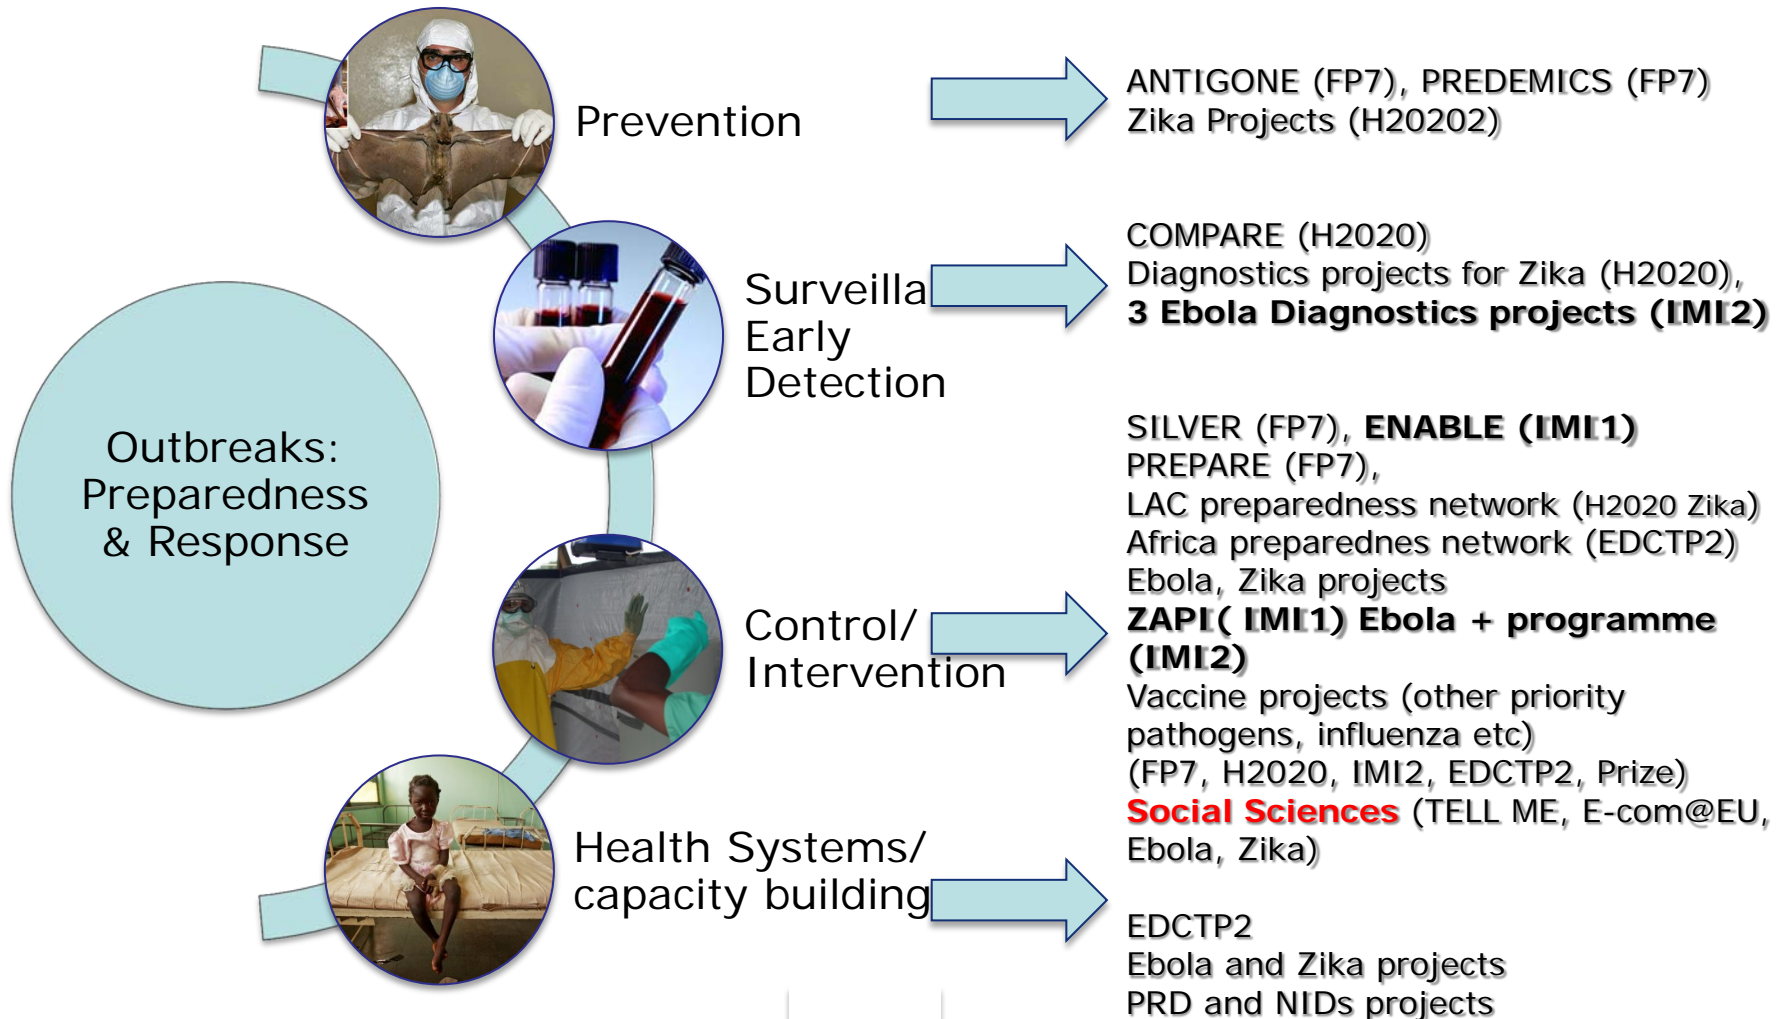 Outbreaks:
Preparedness
& Response
Prevention
ANTIGONE (FP7), PREDEMICS (FP7)
Zika Projects (H20202)
Surveilla
Early
Detection
COMPARE (H2020)
Diagnostics projects for Zika (H2020),
3 Ebola Diagnostics projects (IMI2)
Control/
Intervention
SILVER (FP7), ENABLE (IMI1)
PREPARE (FP7),
LAC preparedness network (H2020 Zika)
Africa preparednes network (EDCTP2)
Ebola, Zika projects
ZAPI( IMI1) Ebola + programme
(IMI2)
Vaccine projects (other priority
pathogens, influenza etc)
(FP7, H2020, IMI2, EDCTP2, Prize)
Social Sciences (TELL ME, E-com@EU,
Ebola, Zika)
Health Systems/
capacity building
EDCTP2
Ebola and Zika projects
PRD and NIDs projects